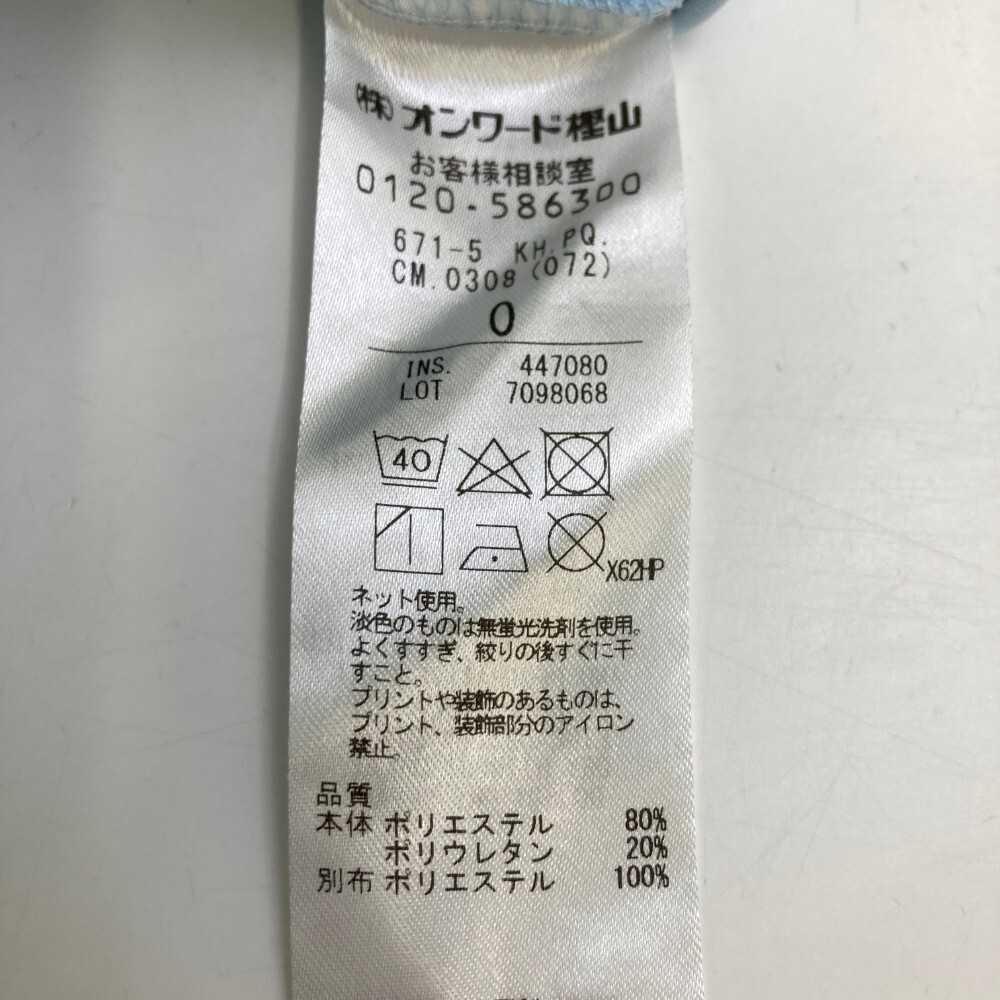 (株)オンワード樫山
お客様相談室
0120-586300
671-5 KH.PQ.
CM.0308(072)
0
INS. 447080
LOT 7098068
40
X62HP
ネット使用。
淡色のものは無蛍光洗剤を使用。
よくすすぎ、絞りの後すぐに干
すこと。
プリントや装飾のあるものは、
プリント、装飾部分のアイロン
禁止。
品質
本体 ポリエステル 80%
ポリウレタン 20%
別布 ポリエステル 100%